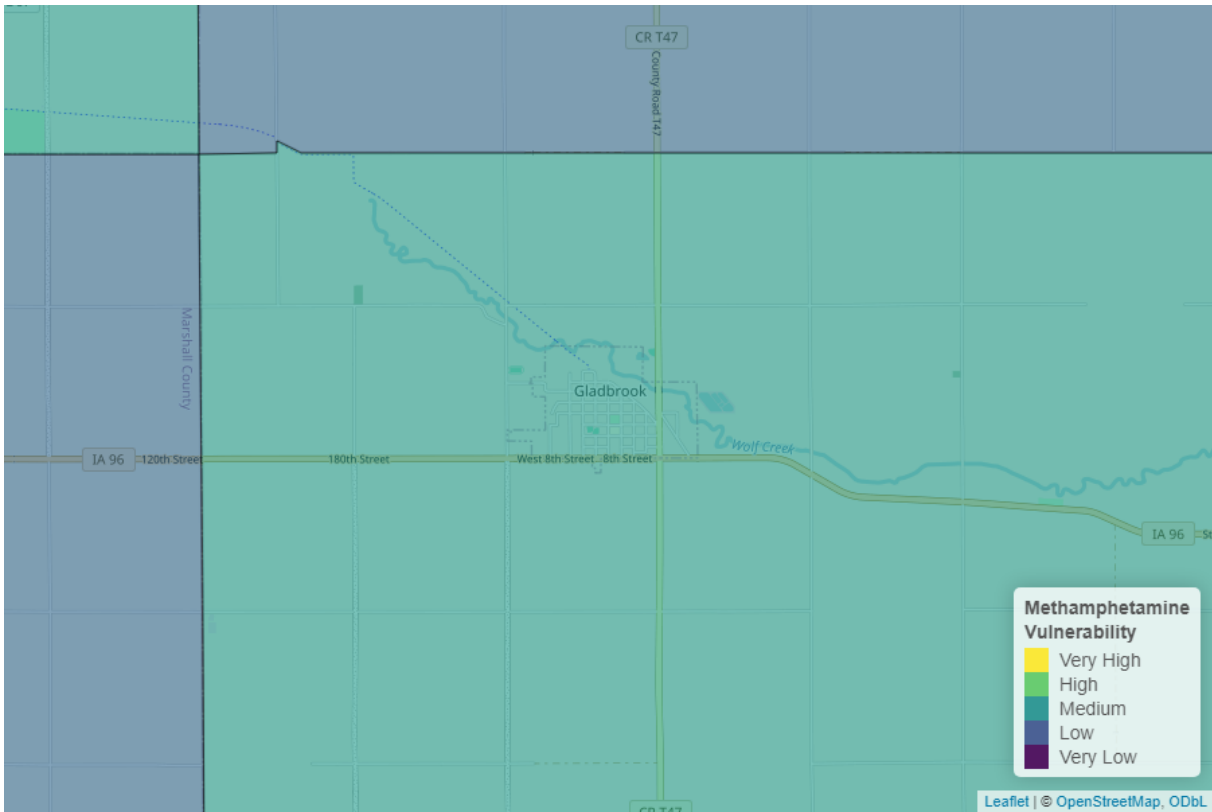 CR T47
County Road T47
Marshall County
Gladbrook
Wolf Creek
IA 96
120th Street
180th Street
West 8th Street
8th Street
IA 96
St
Methamphetamine
Vulnerability
Very High
High
Medium
Low
Very Low
CR T47
Leaflet | © OpenStreetMap, ODbL